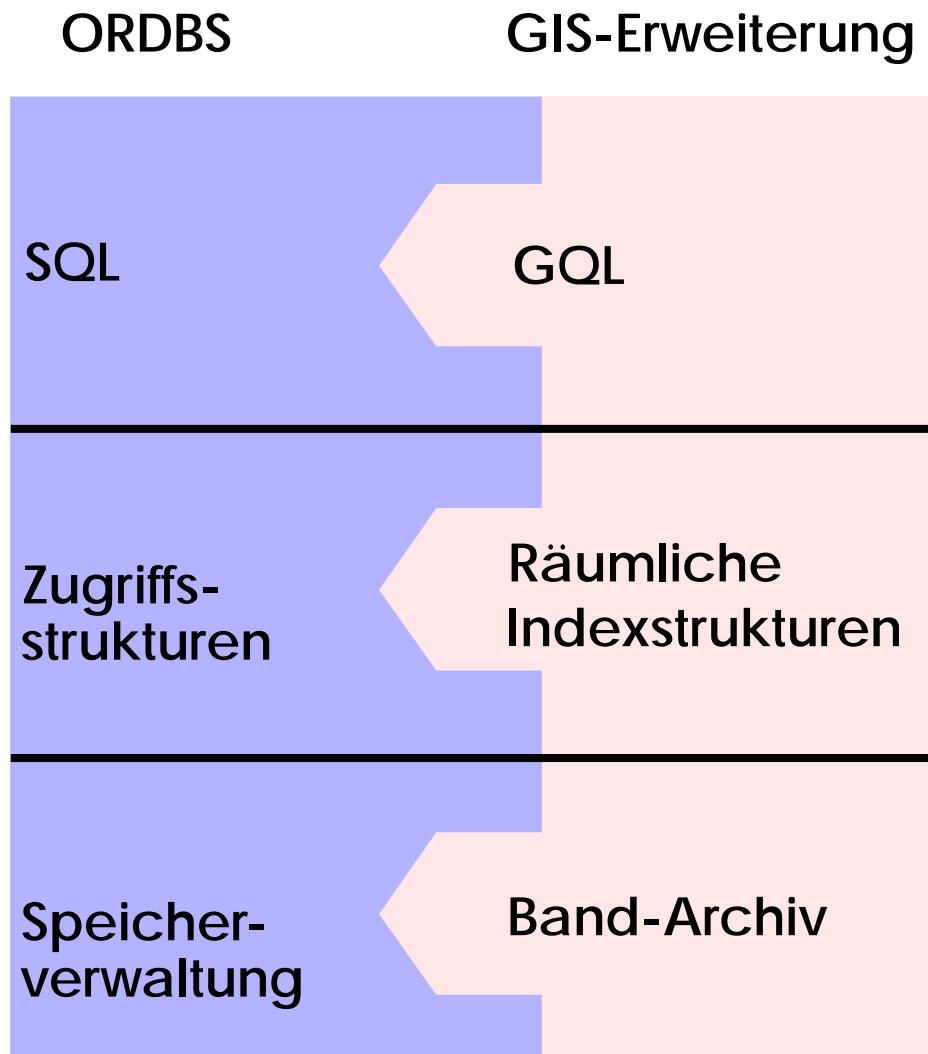 ORDBS
GIS-Erweiterung
SQL
GQL
Zugriffs-
strukturen
Räumliche
Indexstrukturen
Speicher-
verwaltung
Band-Archiv